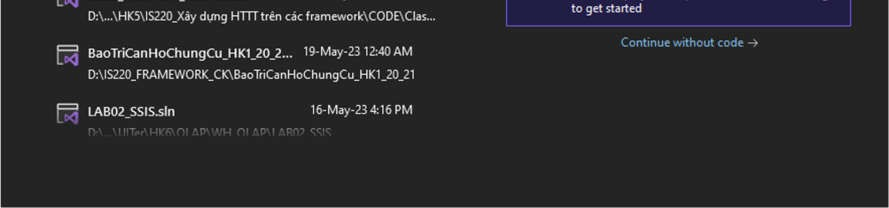 D:\...\HK5\IS220_Xây dựng HTTT trên các framework\CODE\Clas...
BaoTriCanHoChungCu_HK1_20_2... 19-May-23 12:40 AM
D:\IS220_FRAMEWORK_CK\BaoTriCanHoChungCu_HK1_20_21
LAB02_SSIS.sln 16-May-23 4:16 PM
D:\...\UITer\HK6\OLAP\WH_OLAP\LAB02_SSIS
to get started
Continue without code →